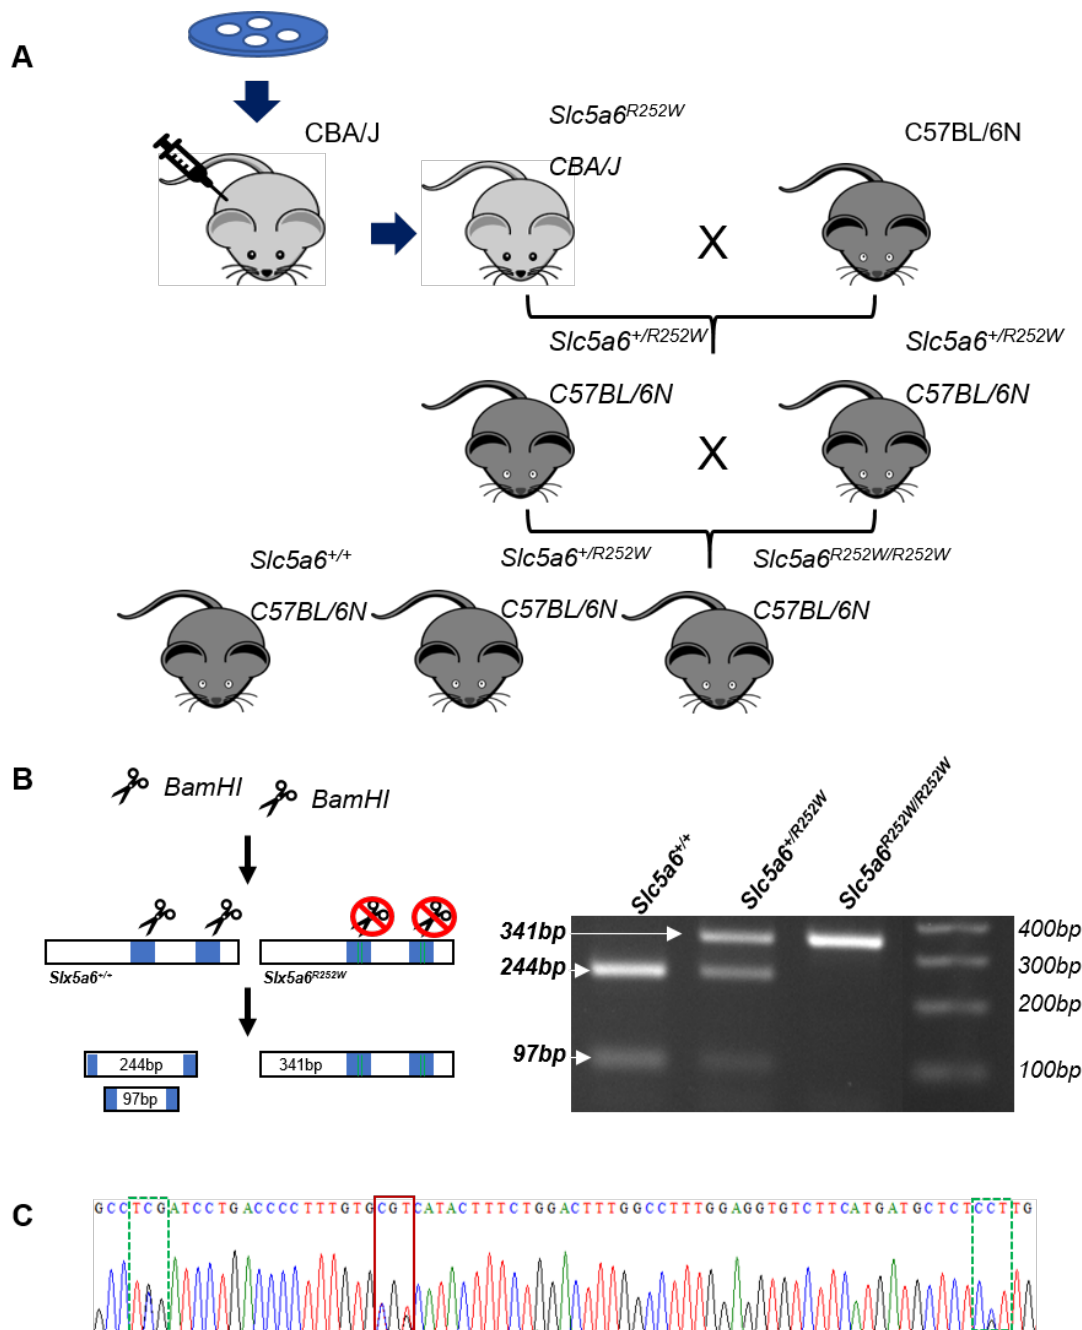 A
CBA/J
Slc5a6R252W
CBA/J
C57BL/6N
X
Slc5a6+/R252W
C57BL/6N
Slc5a6+/R252W
C57BL/6N
X
Slc5a6+/+
C57BL/6N
Slc5a6+/R252W
C57BL/6N
Slc5a6R252W/R252W
C57BL/6N
B
BamHI
BamHI
Slx5a6+/+
Slx5a6R252W
244bp
97bp
341bp
Slc5a6+/+
Slc5a6+/R252W
Slc5a6R252W/R252W
341bp
244bp
97bp
400bp
300bp
200bp
100bp
C
GCCTCGATCCTGACCCCTTTGTGCGTCATACTTTCTGGACTTTGGCCTTTGGAGGTGTCTTCATGATGCTCTCCTTG